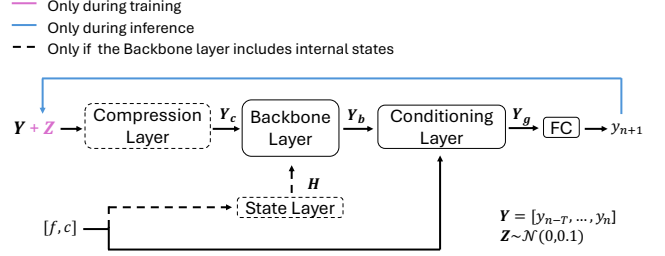 Only during training
Only during inference
Only if the Backbone layer includes internal states
Y + Z
Compression
Layer
Y_c
Backbone
Layer
Y_b
Conditioning
Layer
Y_g
FC
y_{n+1}
H
State Layer
[f, c]
Y = [y_{n-T}, ..., y_n]
Z~𝒩(0,0.1)